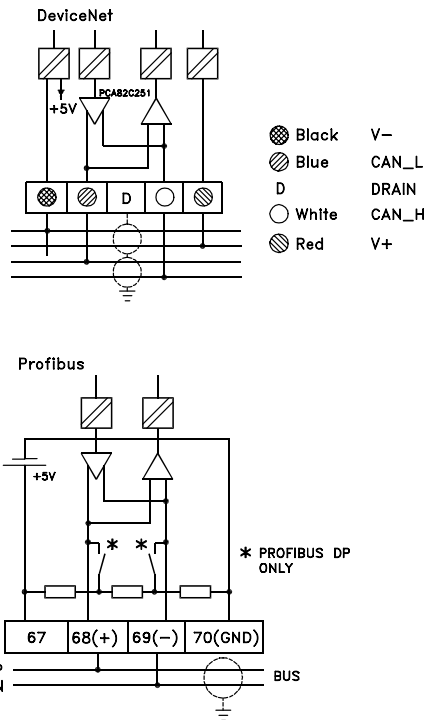 DeviceNet
PCA82C251
+5V
Black V-
Blue CAN_L
D DRAIN
White CAN_H
Red V+
D
Profibus
+5V
* *
* PROFIBUS DP
ONLY
67 68(+) 69(-) 70(GND)
BUS